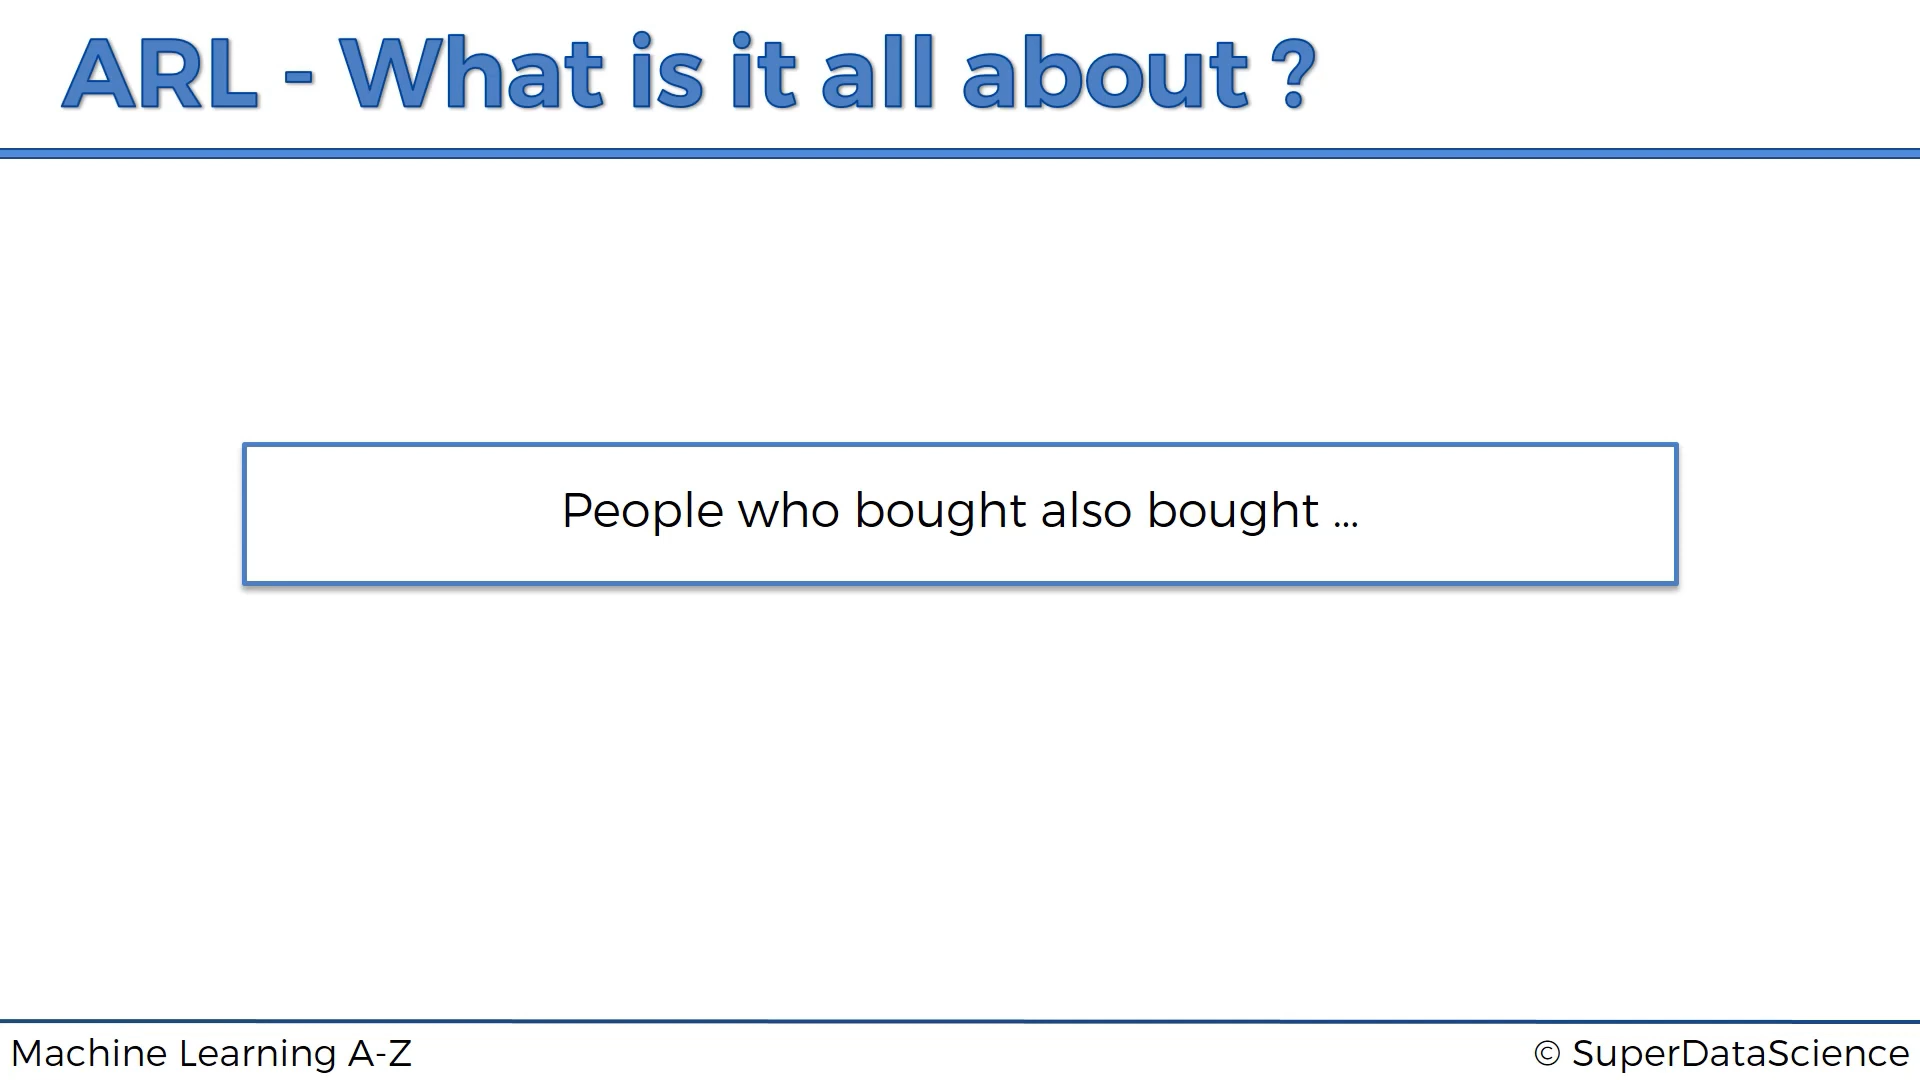 ARL - What is it all about ?
People who bought also bought ...
Machine Learning A-Z
© SuperDataScience